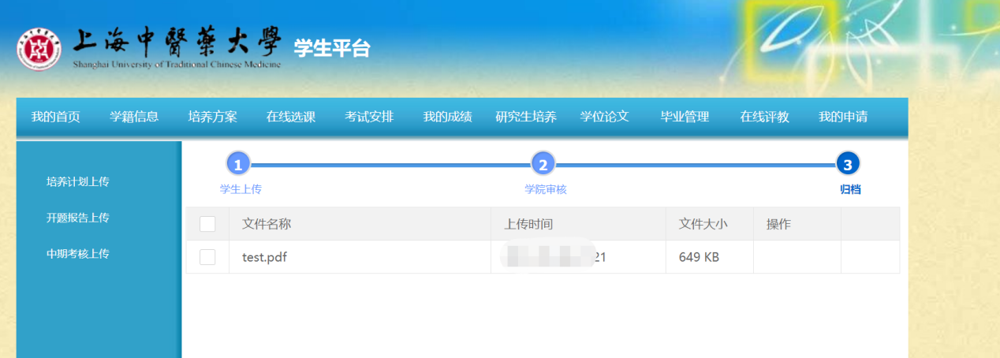 上海中醫藥大學 学生平台
Shanghai University of Traditional Chinese Medicine
我的首页 学籍信息 培养方案 在线选课 考试安排 我的成绩 研究生培养 学位论文 毕业管理 在线评教 我的申请
培养计划上传
开题报告上传
中期考核上传
1 2 3
学生上传 学院审核 归档
文件名称 上传时间 文件大小 操作
test.pdf 21 649 KB